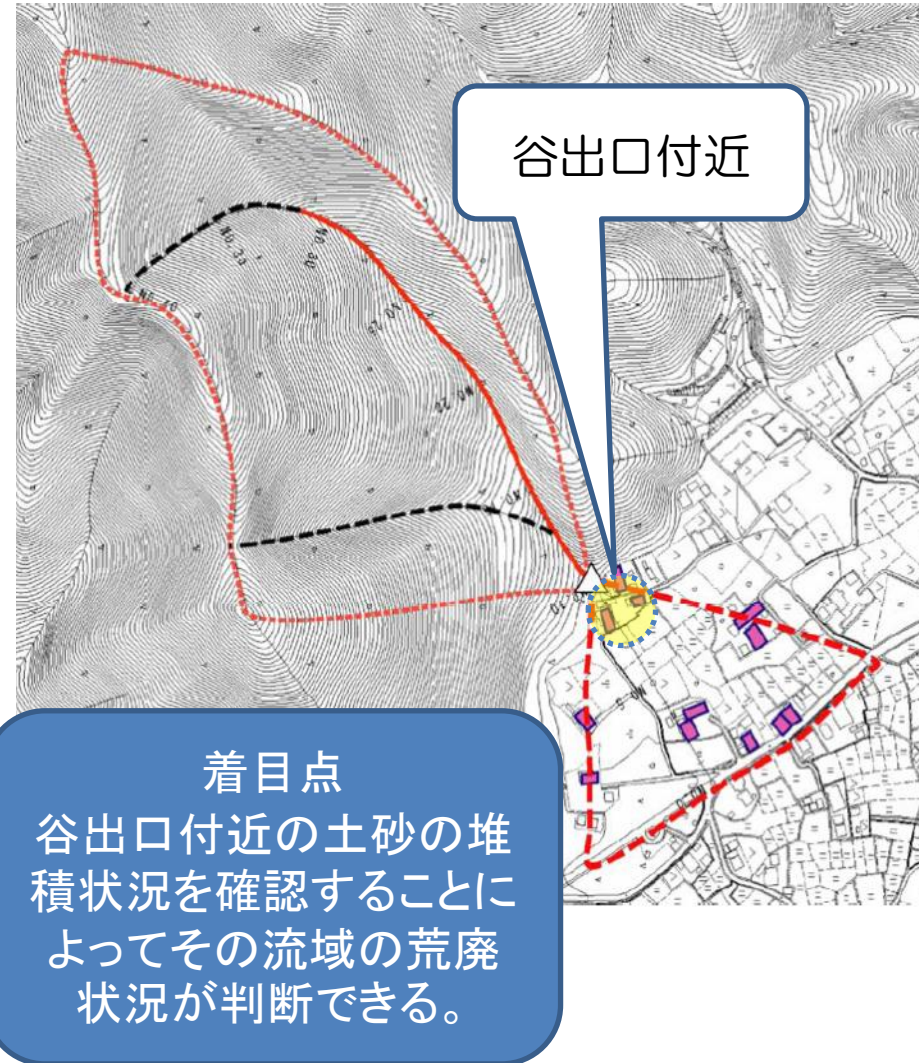 谷出口付近
NO.30
着目点
谷出口付近の土砂の堆
積状況を確認することに
よってその流域の荒廃
状況が判断できる。